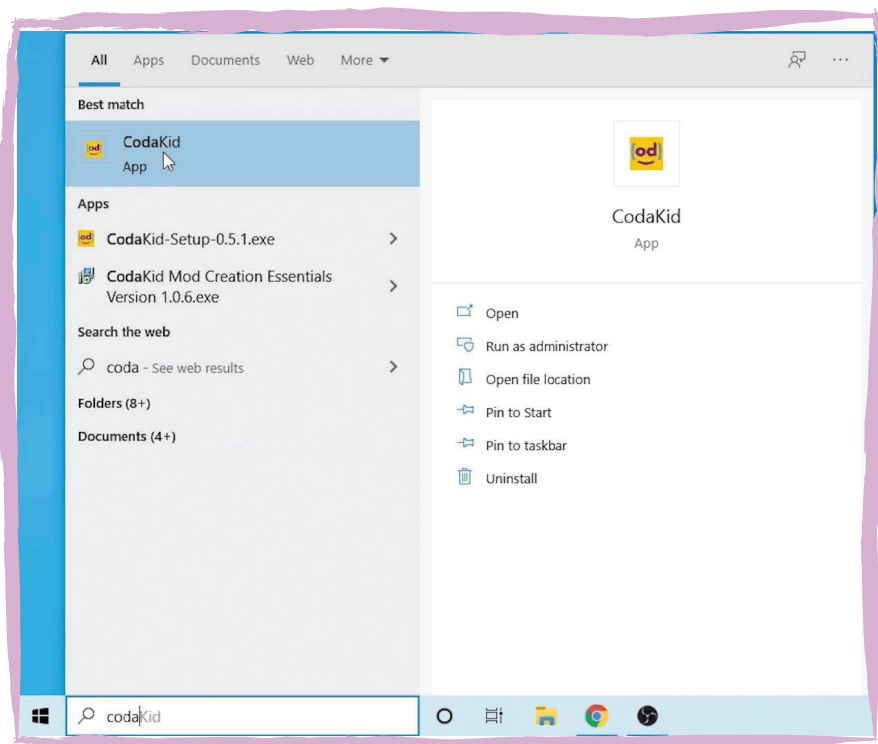 All Apps Documents Web More
Best match
CodaKid
App
Apps
CodaKid-Setup-0.5.1.exe
CodaKid Mod Creation Essentials
Version 1.0.6.exe
Search the web
coda - See web results
Folders (8+)
Documents (4+)
od
CodaKid
App
Open
Run as administrator
Open file location
Pin to Start
Pin to taskbar
Uninstall
codaKid